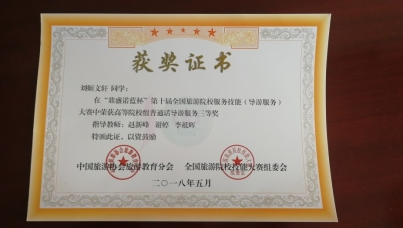 获奖证书
刘姮文轩 同学：
在“鼎盛诺蓝杯”第十届全国旅游院校服务技能（导游服务）
大赛中荣获高等院校组普通话导游服务三等奖
指导教师：赵新峰 谢婷 李祗辉
特颁此证，以资鼓励
中国旅游协会旅游教育分会 全国旅游院校技能大赛组委会
二〇一八年五月